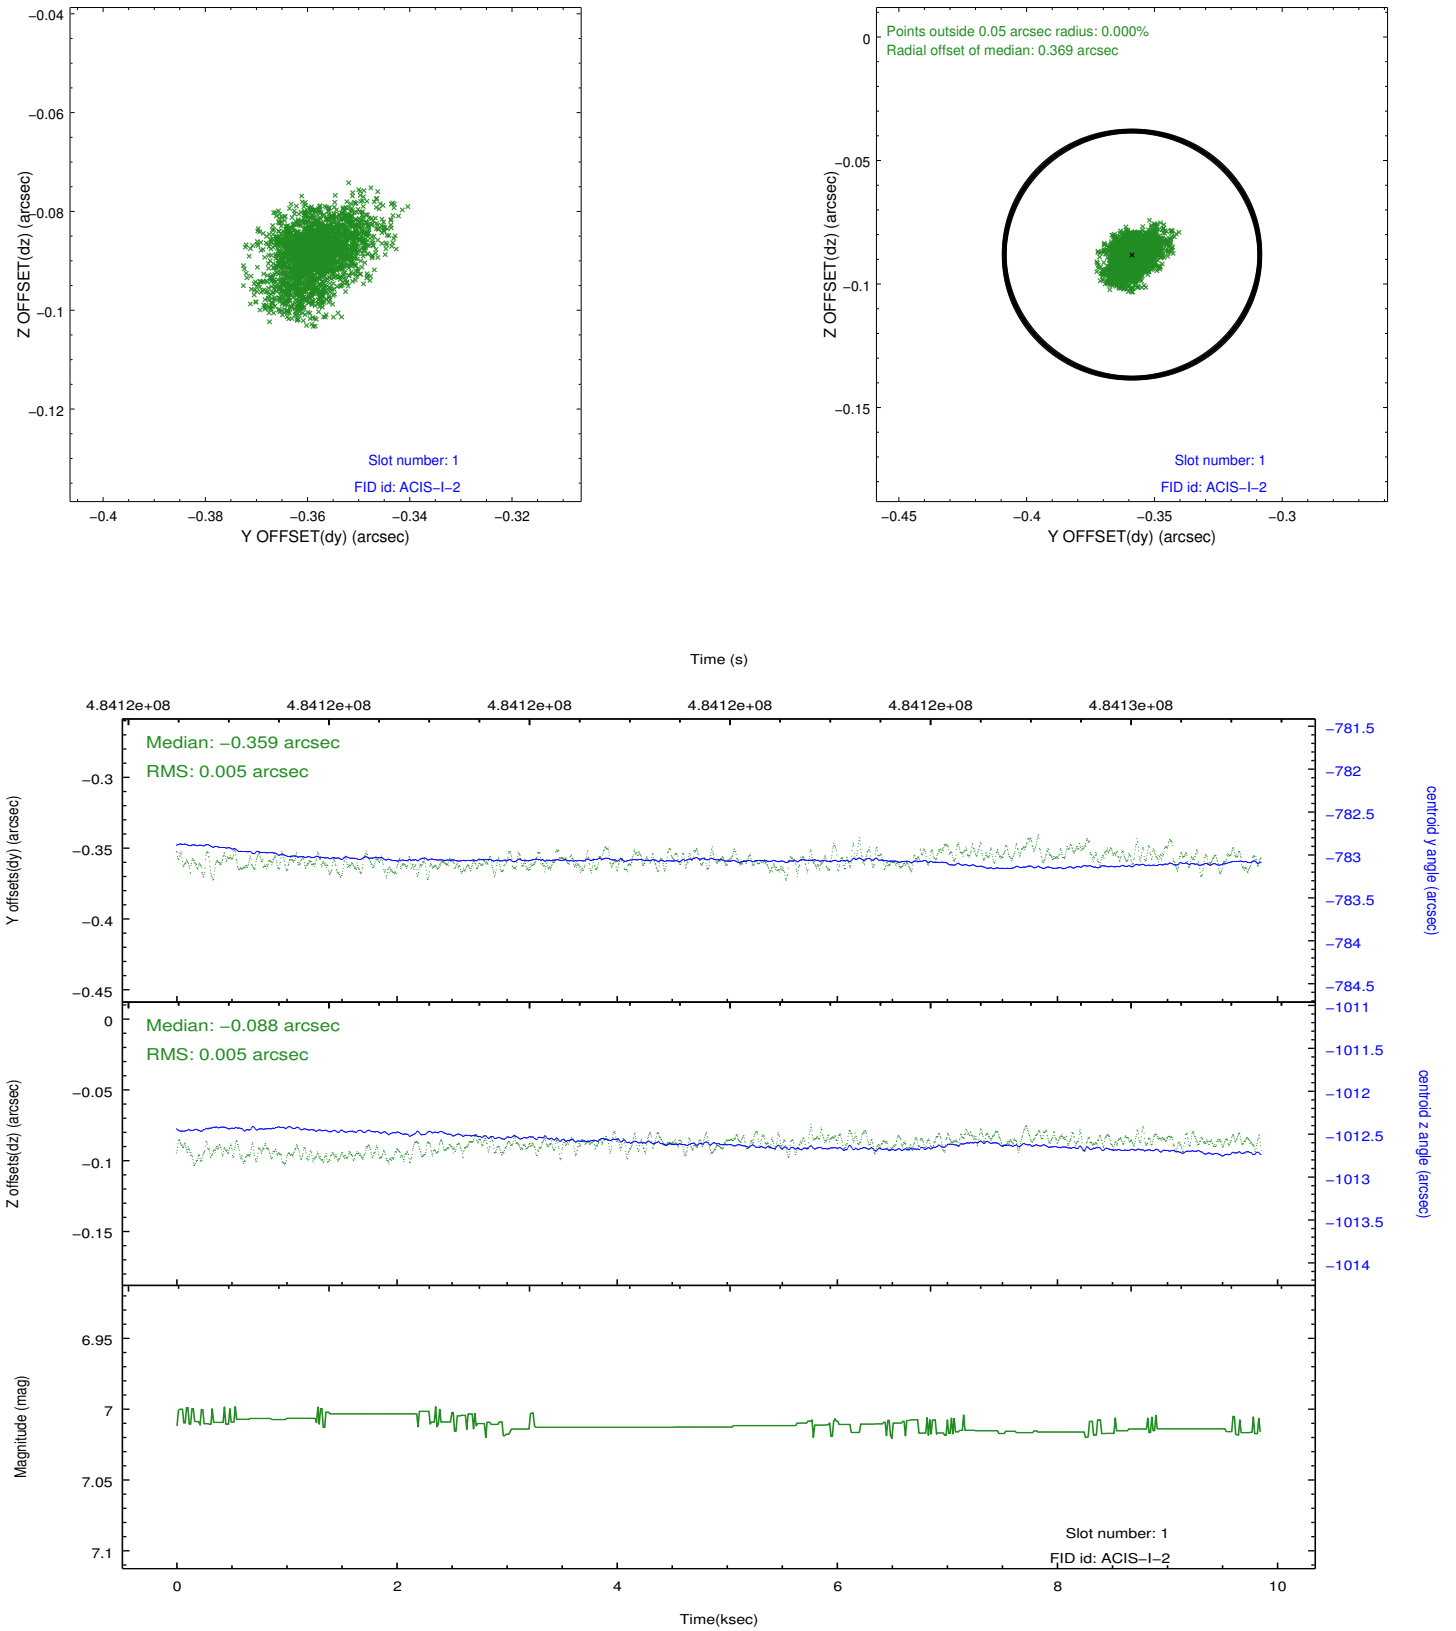 −0.04
−0.06
−0.08
−0.1
−0.12
Z OFFSET(dz) (arcsec)
Slot number: 1
FID id: ACIS−I−2
−0.4
−0.38
−0.36
−0.34
−0.32
Y OFFSET(dy) (arcsec)
Points outside 0.05 arcsec radius: 0.000%
Radial offset of median: 0.369 arcsec
0
−0.05
−0.1
−0.15
Z OFFSET(dz) (arcsec)
Slot number: 1
FID id: ACIS−I−2
−0.45
−0.4
−0.35
−0.3
Y OFFSET(dy) (arcsec)
Time (s)
4.8412e+08
4.8412e+08
4.8412e+08
4.8412e+08
4.8412e+08
4.8413e+08
Median: −0.359 arcsec
RMS: 0.005 arcsec
−0.3
−0.35
−0.4
−0.45
Y offsets(dy) (arcsec)
−781.5
−782
−782.5
−783
−783.5
−784
−784.5
centroid y angle (arcsec)
Median: −0.088 arcsec
RMS: 0.005 arcsec
0
−0.05
−0.1
−0.15
Z offsets(dz) (arcsec)
−1011
−1011.5
−1012
−1012.5
−1013
−1013.5
−1014
centroid z angle (arcsec)
6.95
7
7.05
7.1
Magnitude (mag)
Slot number: 1
FID id: ACIS−I−2
0
2
4
6
8
10
Time(ksec)